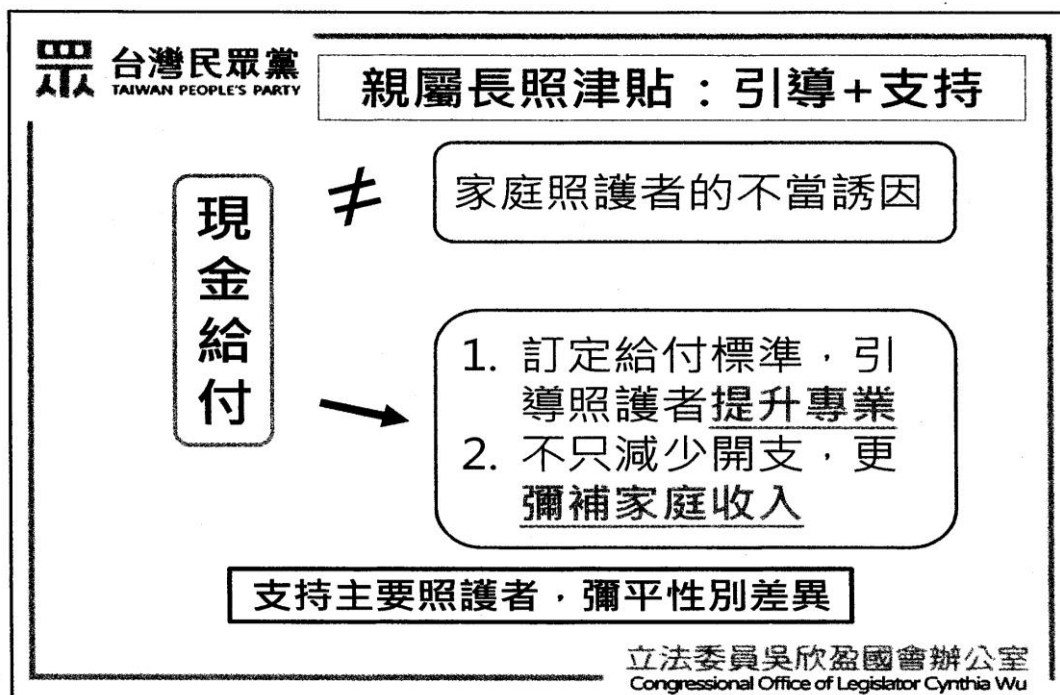 台灣民眾黨
TAIWAN PEOPLE'S PARTY
親屬長照津貼：引導+支持
現金給付
≠
家庭照護者的不當誘因
1. 訂定給付標準，引
導照護者提升專業
2. 不只減少開支，更
彌補家庭收入
支持主要照護者，彌平性別差異
立法委員吳欣盈國會辦公室
Congressional Office of Legislator Cynthia Wu